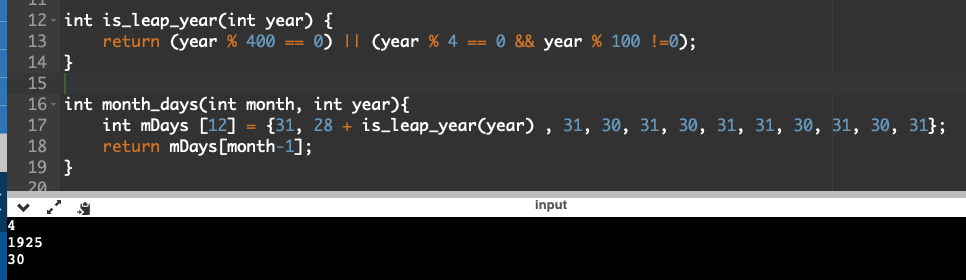 11
12 int is_leap_year(int year) {
13 return (year % 400 == 0) || (year % 4 == 0 && year % 100 !=0);
14 }
15
16 int month_days(int month, int year){
17 int mDays [12] = {31, 28 + is_leap_year(year) , 31, 30, 31, 30, 31, 31, 30, 31, 30, 31};
18 return mDays[month-1];
19 }
20
input
4
1925
30